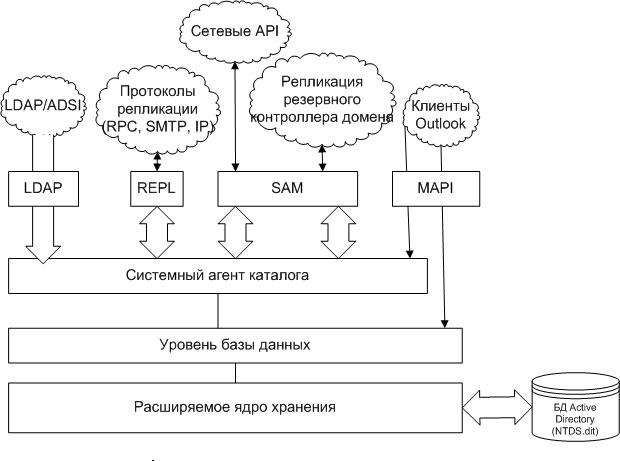 Сетевые API
LDAP/ADSI
Протоколы
репликации
(RPC, SMTP, IP)
Репликация
резервного
контроллера домена
Клиенты
Outlook
LDAP
REPL
SAM
MAPI
Системный агент каталога
Уровень базы данных
Расширяемое ядро хранения
БД Active
Directory
(NTDS.dit)